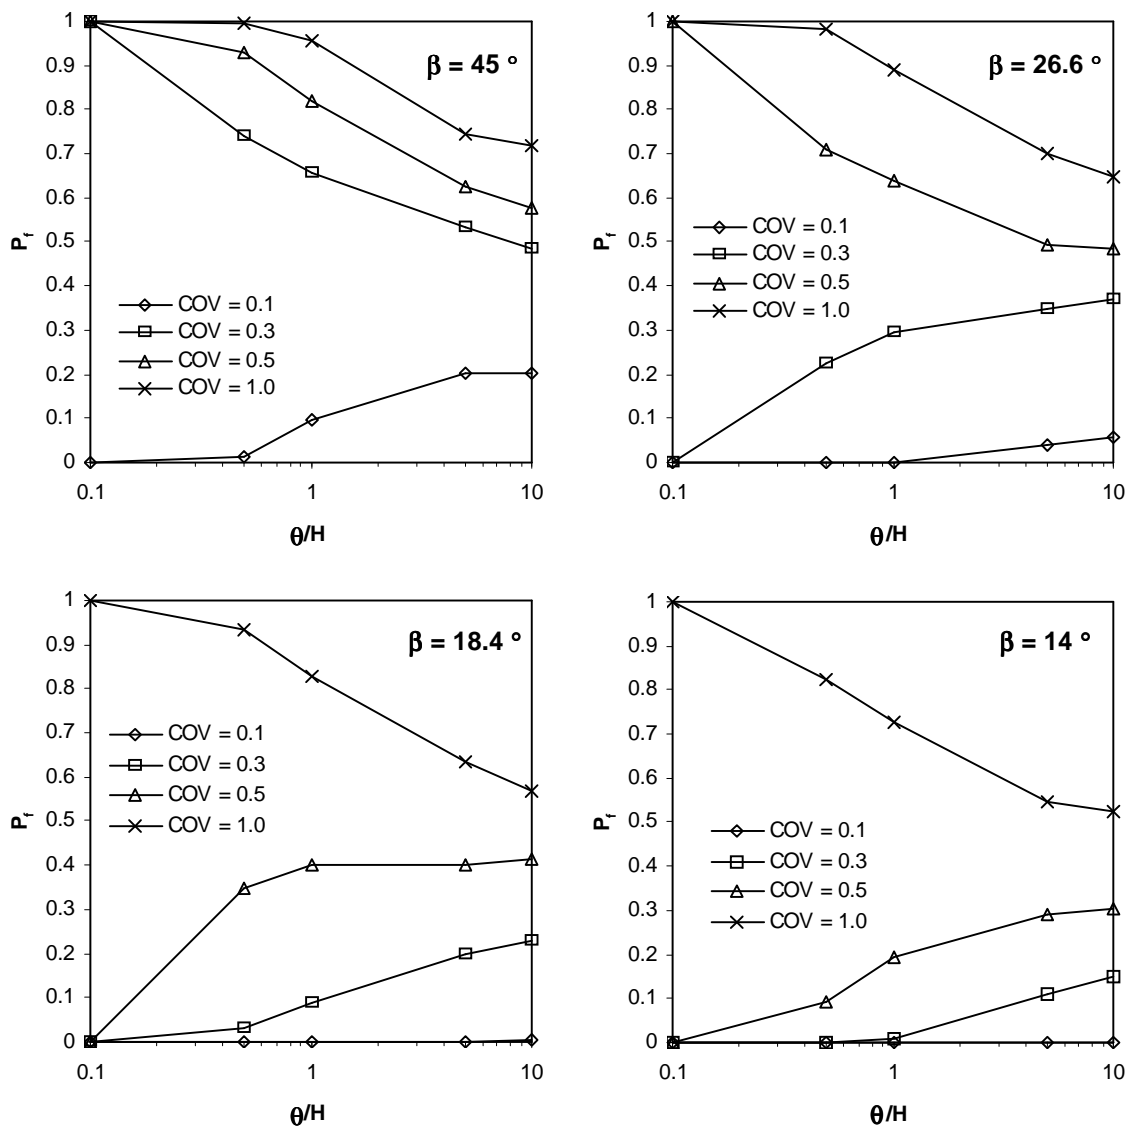 1
0.9
0.8
0.7
0.6
0.5
0.4
0.3
0.2
0.1
0
P_f
β = 45 °
COV = 0.1
COV = 0.3
COV = 0.5
COV = 1.0
0.1 1 10
θ/H
1
0.9
0.8
0.7
0.6
0.5
0.4
0.3
0.2
0.1
0
P_f
β = 26.6 °
COV = 0.1
COV = 0.3
COV = 0.5
COV = 1.0
0.1 1 10
θ/H
1
0.9
0.8
0.7
0.6
0.5
0.4
0.3
0.2
0.1
0
P_f
β = 18.4 °
COV = 0.1
COV = 0.3
COV = 0.5
COV = 1.0
0.1 1 10
θ/H
1
0.9
0.8
0.7
0.6
0.5
0.4
0.3
0.2
0.1
0
P_f
β = 14 °
COV = 0.1
COV = 0.3
COV = 0.5
COV = 1.0
0.1 1 10
θ/H